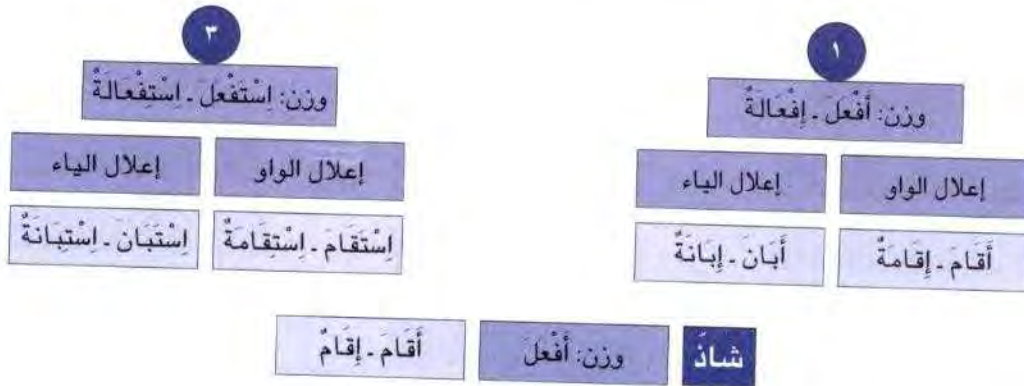 ١
وزن: أَفْعَلَ ـ إِفْعَالَةٌ
إعلال الواو
إعلال الياء
أَقَامَ ـ إِقَامَةٌ
أَبَانَ ـ إِبَانَةٌ
٣
وزن: اِسْتَفْعَلَ ـ اِسْتِفْعَالَةٌ
إعلال الواو
إعلال الياء
اِسْتَقَامَ ـ اِسْتِقَامَةٌ
اِسْتَبَانَ ـ اِسْتِبَانَةٌ
شاذّ
وزن: أَفْعَلَ
أَقَامَ ـ إِقَامٌ